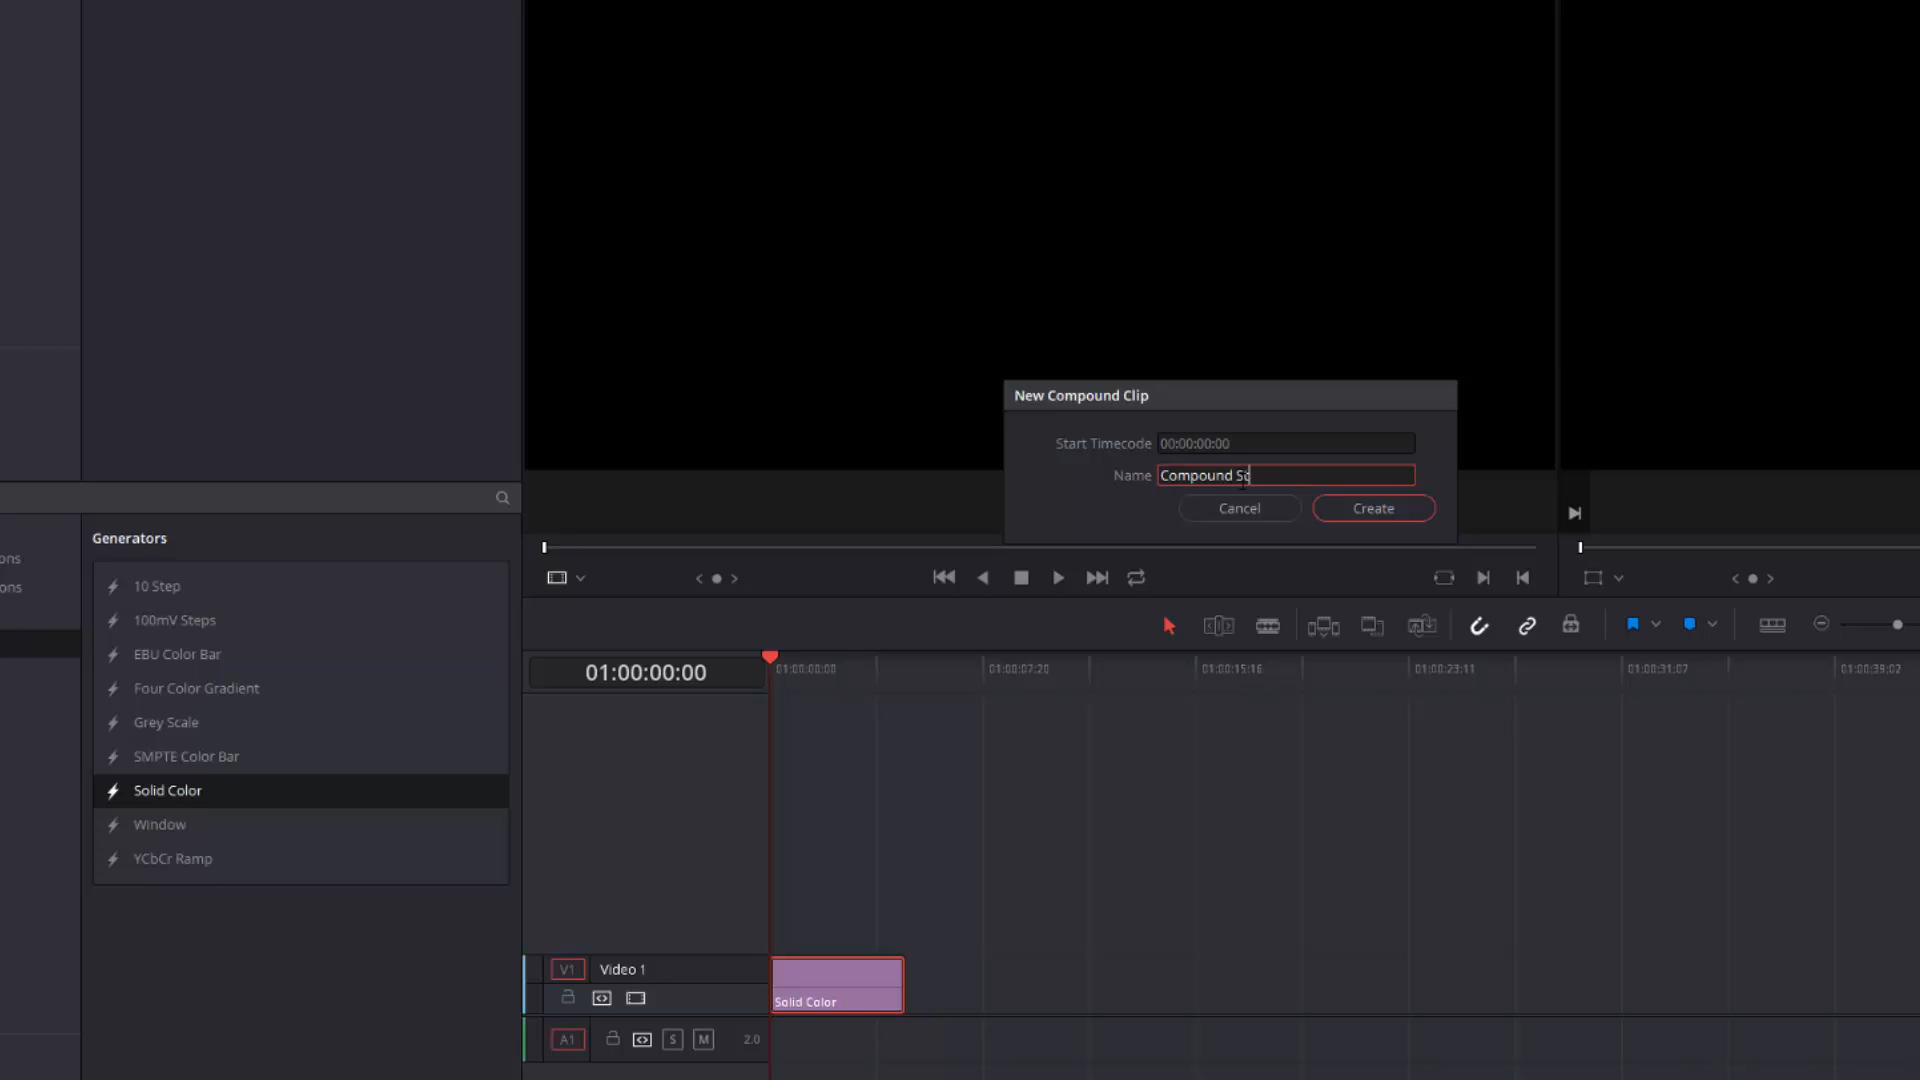 New Compound Clip
Start Timecode 00:00:00:00
Name Compound So
Cancel Create
ons
ons
Generators
10 Step
100mV Steps
EBU Color Bar
Four Color Gradient
Grey Scale
SMPTE Color Bar
Solid Color
Window
YCbCr Ramp
01:00:00:00
01:00:00:00 01:00:07:20 01:00:15:16 01:00:23:11 01:00:31:07 01:00:39:02
V1 Video 1
Solid Color
A1 S M 2.0